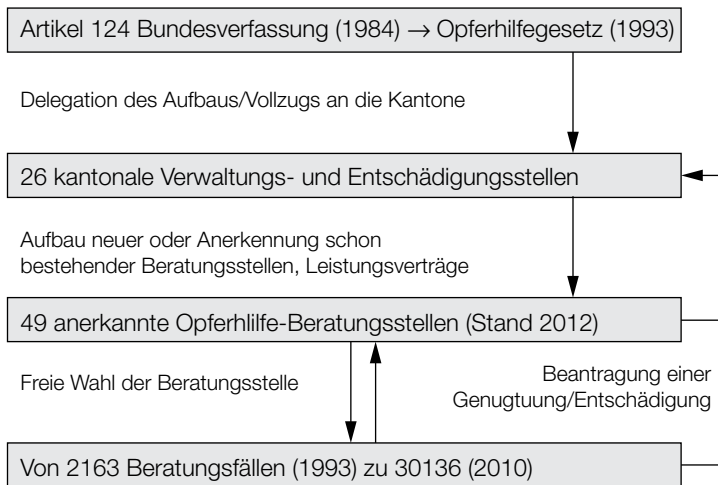 Artikel 124 Bundesverfassung (1984) → Opferhilfegesetz (1993)
Delegation des Aufbaus/Vollzugs an die Kantone
26 kantonale Verwaltungs- und Entschädigungsstellen
Aufbau neuer oder Anerkennung schon
bestehender Beratungsstellen, Leistungsverträge
49 anerkannte Opferhlilfe-Beratungsstellen (Stand 2012)
Freie Wahl der Beratungsstelle
Beantragung einer
Genugtuung/Entschädigung
Von 2163 Beratungsfällen (1993) zu 30136 (2010)